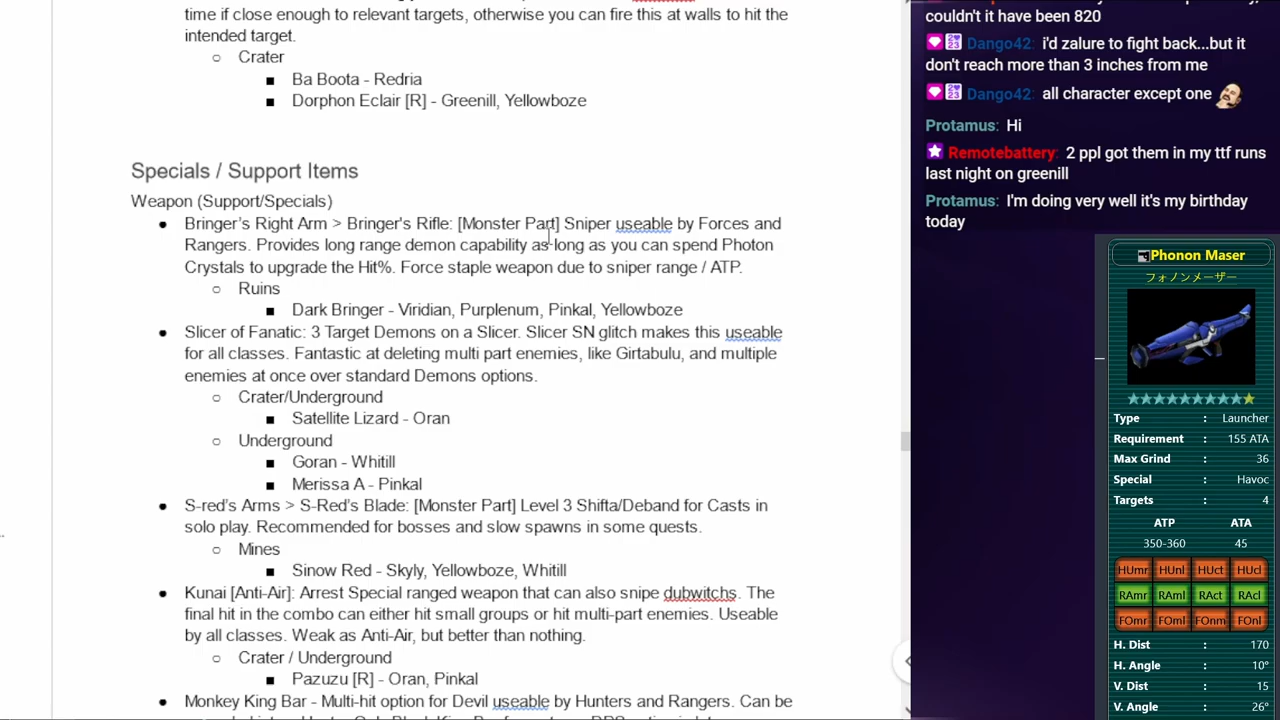 time if close enough to relevant targets, otherwise you can fire this at walls to hit the
intended target.
○ Crater
■ Ba Boota - Redria
■ Dorphon Eclair [R] - Greenill, Yellowboze
Specials / Support Items
Weapon (Support/Specials)
● Bringer's Right Arm > Bringer's Rifle: [Monster Part] Sniper useable by Forces and
Rangers. Provides long range demon capability as long as you can spend Photon
Crystals to upgrade the Hit%. Force staple weapon due to sniper range / ATP.
○ Ruins
■ Dark Bringer - Viridian, Purplenum, Pinkal, Yellowboze
● Slicer of Fanatic: 3 Target Demons on a Slicer. Slicer SN glitch makes this useable
for all classes. Fantastic at deleting multi part enemies, like Girtabulu, and multiple
enemies at once over standard Demons options.
○ Crater/Underground
■ Satellite Lizard - Oran
○ Underground
■ Goran - Whitill
■ Merissa A - Pinkal
● S-red's Arms > S-Red's Blade: [Monster Part] Level 3 Shifta/Deband for Casts in
solo play. Recommended for bosses and slow spawns in some quests.
○ Mines
■ Sinow Red - Skyly, Yellowboze, Whitill
● Kunai [Anti-Air]: Arrest Special ranged weapon that can also snipe dubwitchs. The
final hit in the combo can either hit small groups or hit multi-part enemies. Useable
by all classes. Weak as Anti-Air, but better than nothing.
○ Crater / Underground
■ Pazuzu [R] - Oran, Pinkal
● Monkey King Bar - Multi-hit option for Devil useable by Hunters and Rangers. Can be
couldn't it have been 820
Dango42: i'd zalure to fight back...but it
don't reach more than 3 inches from me
Dango42: all character except one
Protamus: Hi
Remotebattery: 2 ppl got them in my ttf runs
last night on greenill
Protamus: I'm doing very well it's my birthday
today
Phonon Maser
フォノンメーザー
Type : Launcher
Requirement : 155 ATA
Max Grind : 36
Special : Havoc
Targets : 4
ATP ATA
350-360 45
HUmr HUnl HUct HUcl
RAmr RAml RAct RAcl
FOmr FOml FOnm FOnl
H. Dist : 170
H. Angle : 10°
V. Dist : 15
V. Angle : 26°